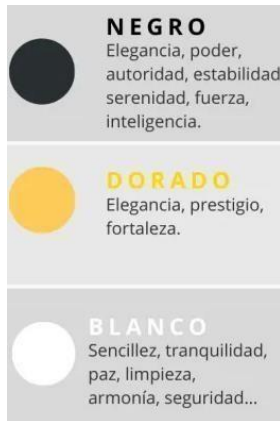 NEGRO
Elegancia, poder,
autoridad, estabilidad
serenidad, fuerza,
inteligencia.
DORADO
Elegancia, prestigio,
fortaleza.
BLANCO
Sencillez, tranquilidad,
paz, limpieza,
armonía, seguridad...